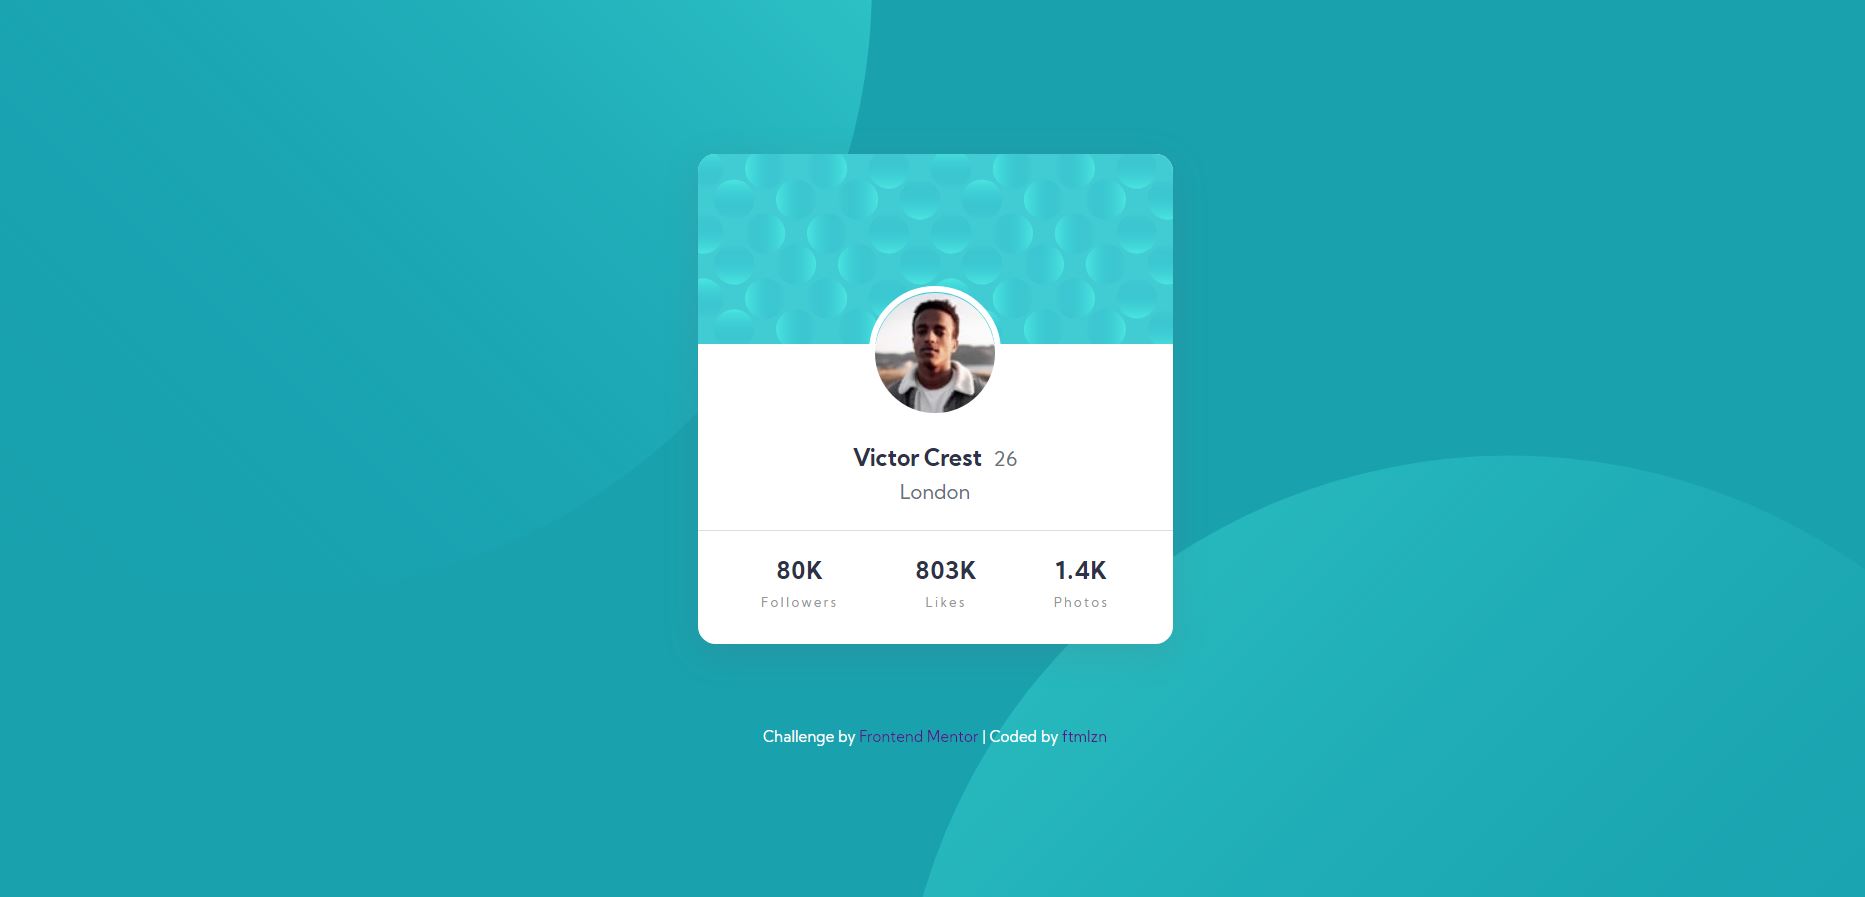 Victor Crest 26
London
80K 803K 1.4K
Followers Likes Photos
Challenge by Frontend Mentor | Coded by ftmlzn